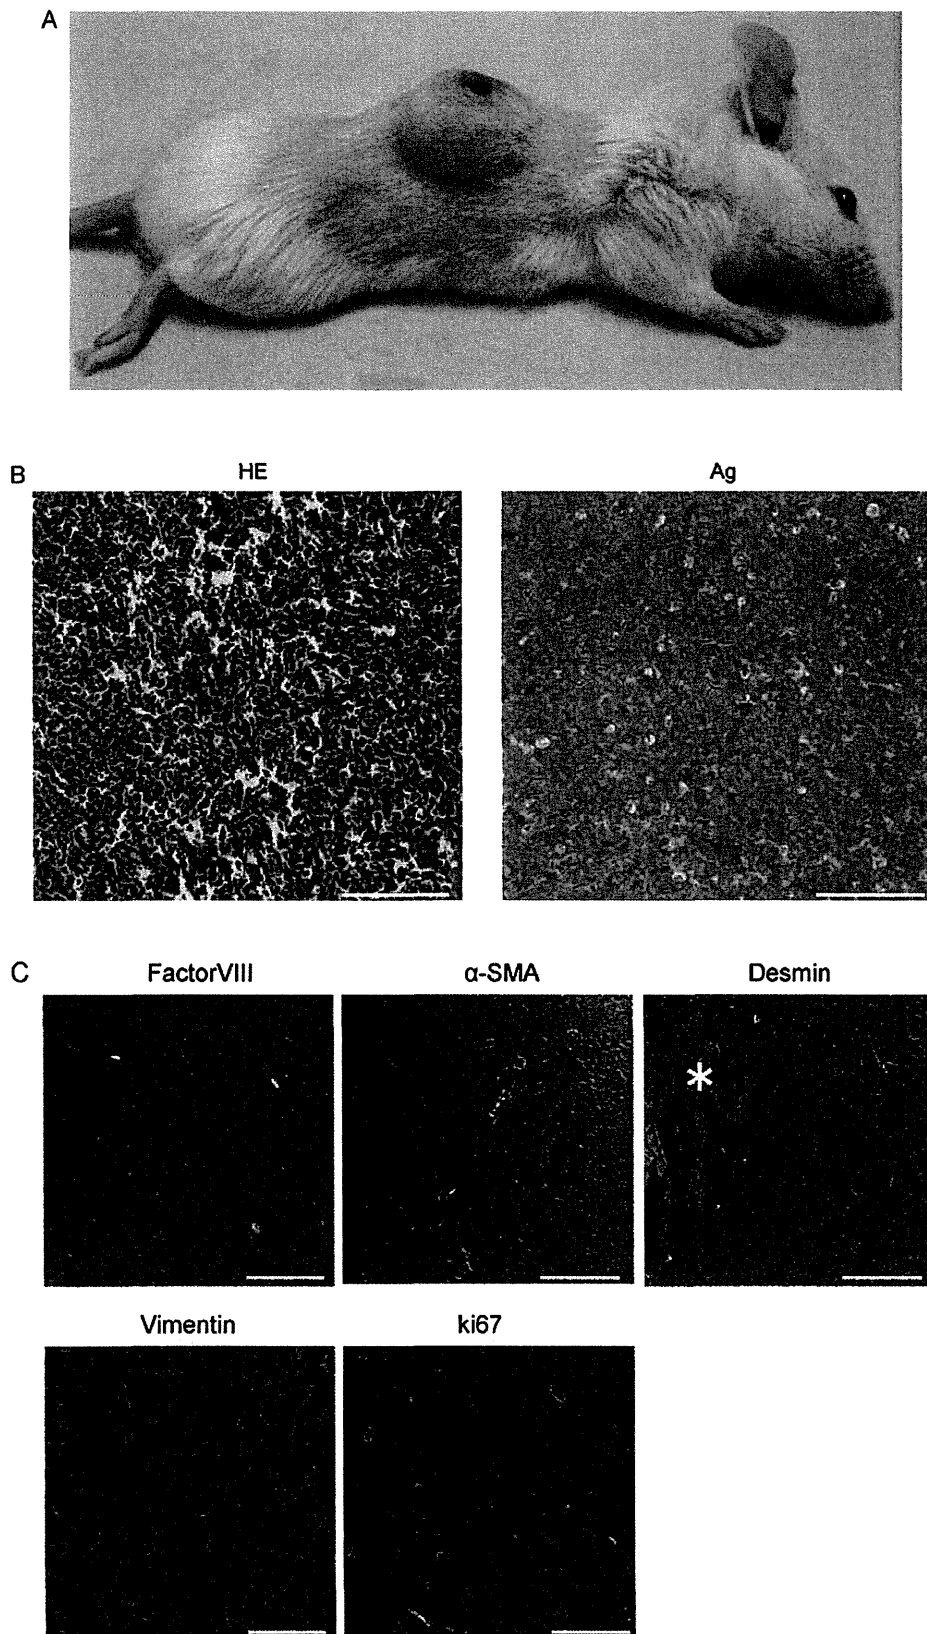 A
B
HE
Ag
C
FactorVIII
α-SMA
Desmin
*
Vimentin
ki67